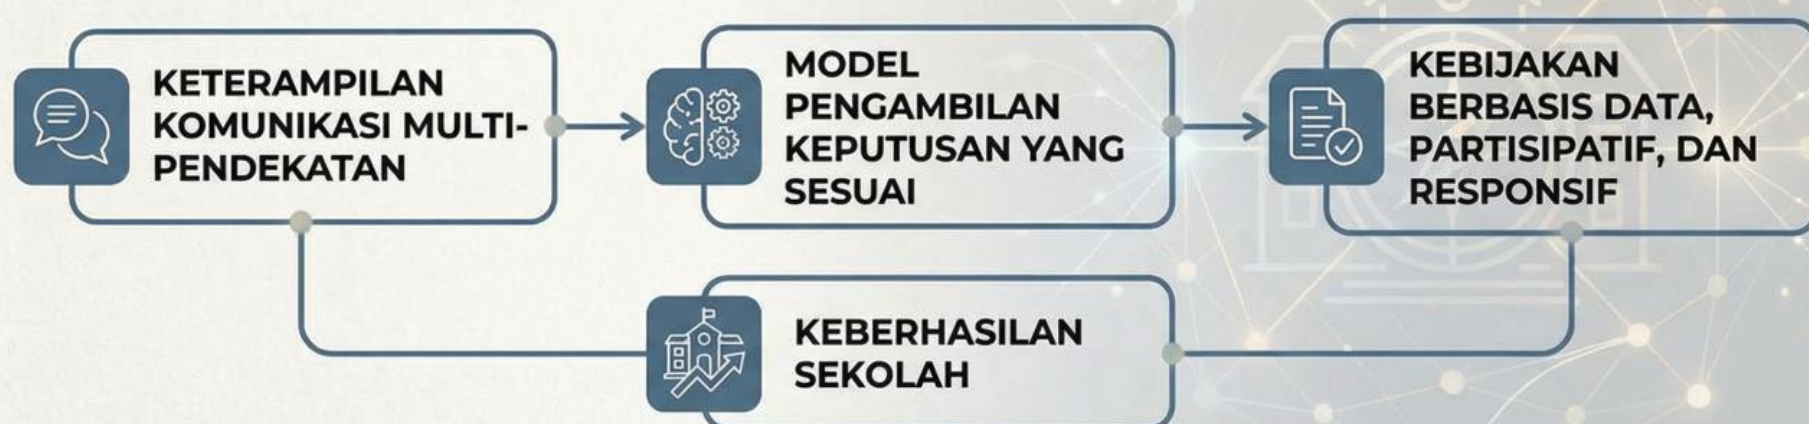 KETERAMPILAN
KOMUNIKASI MULTI-
PENDEKATAN
MODEL
PENGAMBILAN
KEPUTUSAN YANG
SESUAI
KEBIJAKAN
BERBASIS DATA,
PARTISIPATIF, DAN
RESPONSIF
KEBERHASILAN
SEKOLAH